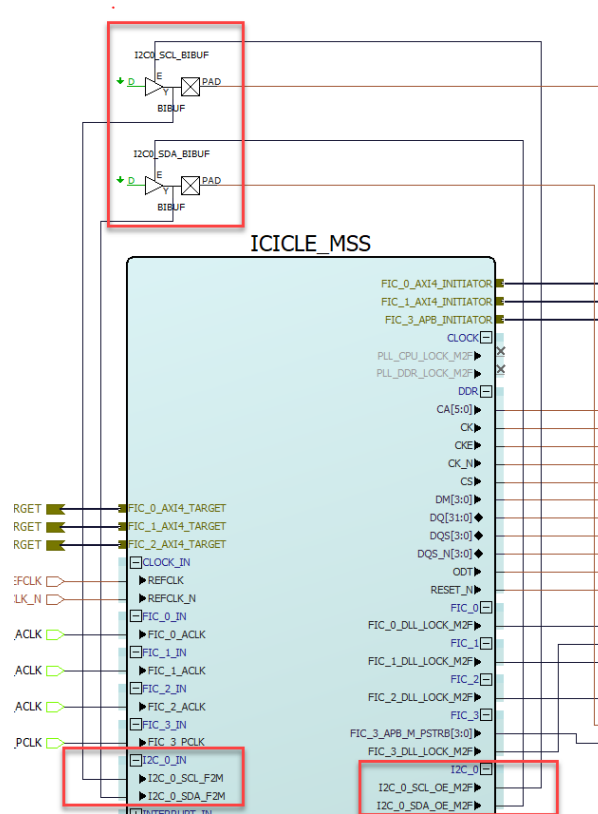 I2C0_SCL_BIBUF
D
E
Y
PAD
BIBUF
I2C0_SDA_BIBUF
D
E
Y
PAD
BIBUF
ICICLE_MSS
FIC_0_AXI4_INITIATOR
FIC_1_AXI4_INITIATOR
FIC_3_APB_INITIATOR
CLOCK
PLL_CPU_LOCK_M2F
PLL_DDR_LOCK_M2F
DDR
CA[5:0]
CK
CKE
CK_N
CS
DM[3:0]
RGET FIC_0_AXI4_TARGET DQ[31:0]
RGET FIC_1_AXI4_TARGET DQS[3:0]
RGET FIC_2_AXI4_TARGET DQS_N[3:0]
CLOCK_IN ODT
EFCLK REFCLK RESET_N
LK_N REFCLK_N FIC_0
FIC_0_IN FIC_0_DLL_LOCK_M2F
ACLK FIC_0_ACLK FIC_1
FIC_1_IN FIC_1_DLL_LOCK_M2F
ACLK FIC_1_ACLK FIC_2
FIC_2_IN FIC_2_DLL_LOCK_M2F
ACLK FIC_2_ACLK FIC_3
FIC_3_IN FIC_3_APB_M_PSTRB[3:0]
PCLK FIC_3_PCLK FIC_3_DLL_LOCK_M2F
I2C_0_IN I2C_0
I2C_0_SCL_F2M I2C_0_SCL_OE_M2F
I2C_0_SDA_F2M I2C_0_SDA_OE_M2F
INTERRUPT_IN